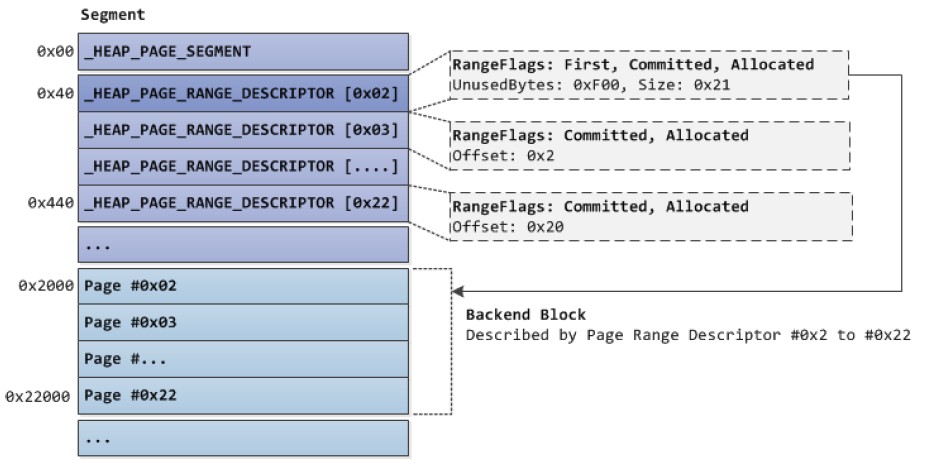 Segment
0x00
_HEAP_PAGE_SEGMENT
0x40
_HEAP_PAGE_RANGE_DESCRIPTOR [0x02]
_HEAP_PAGE_RANGE_DESCRIPTOR [0x03]
_HEAP_PAGE_RANGE_DESCRIPTOR [....]
0x440
_HEAP_PAGE_RANGE_DESCRIPTOR [0x22]
...
RangeFlags: First, Committed, Allocated
UnusedBytes: 0xF00, Size: 0x21
RangeFlags: Committed, Allocated
Offset: 0x2
RangeFlags: Committed, Allocated
Offset: 0x20
0x2000
Page #0x02
Page #0x03
Page #...
0x22000
Page #0x22
...
Backend Block
Described by Page Range Descriptor #0x2 to #0x22